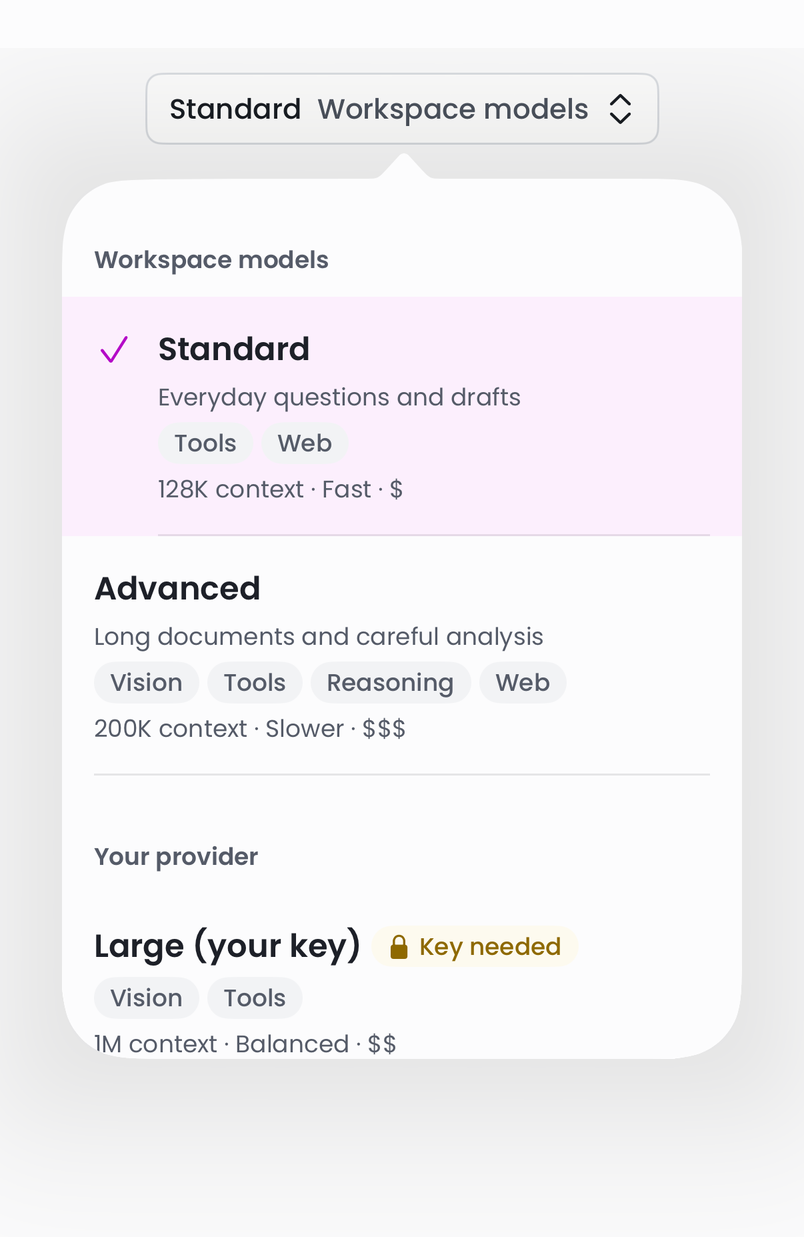 Standard Workspace models
Workspace models
Standard
Everyday questions and drafts
Tools Web
128K context · Fast · $
Advanced
Long documents and careful analysis
Vision Tools Reasoning Web
200K context · Slower · $$$
Your provider
Large (your key) Key needed
Vision Tools
1M context · Balanced · $$